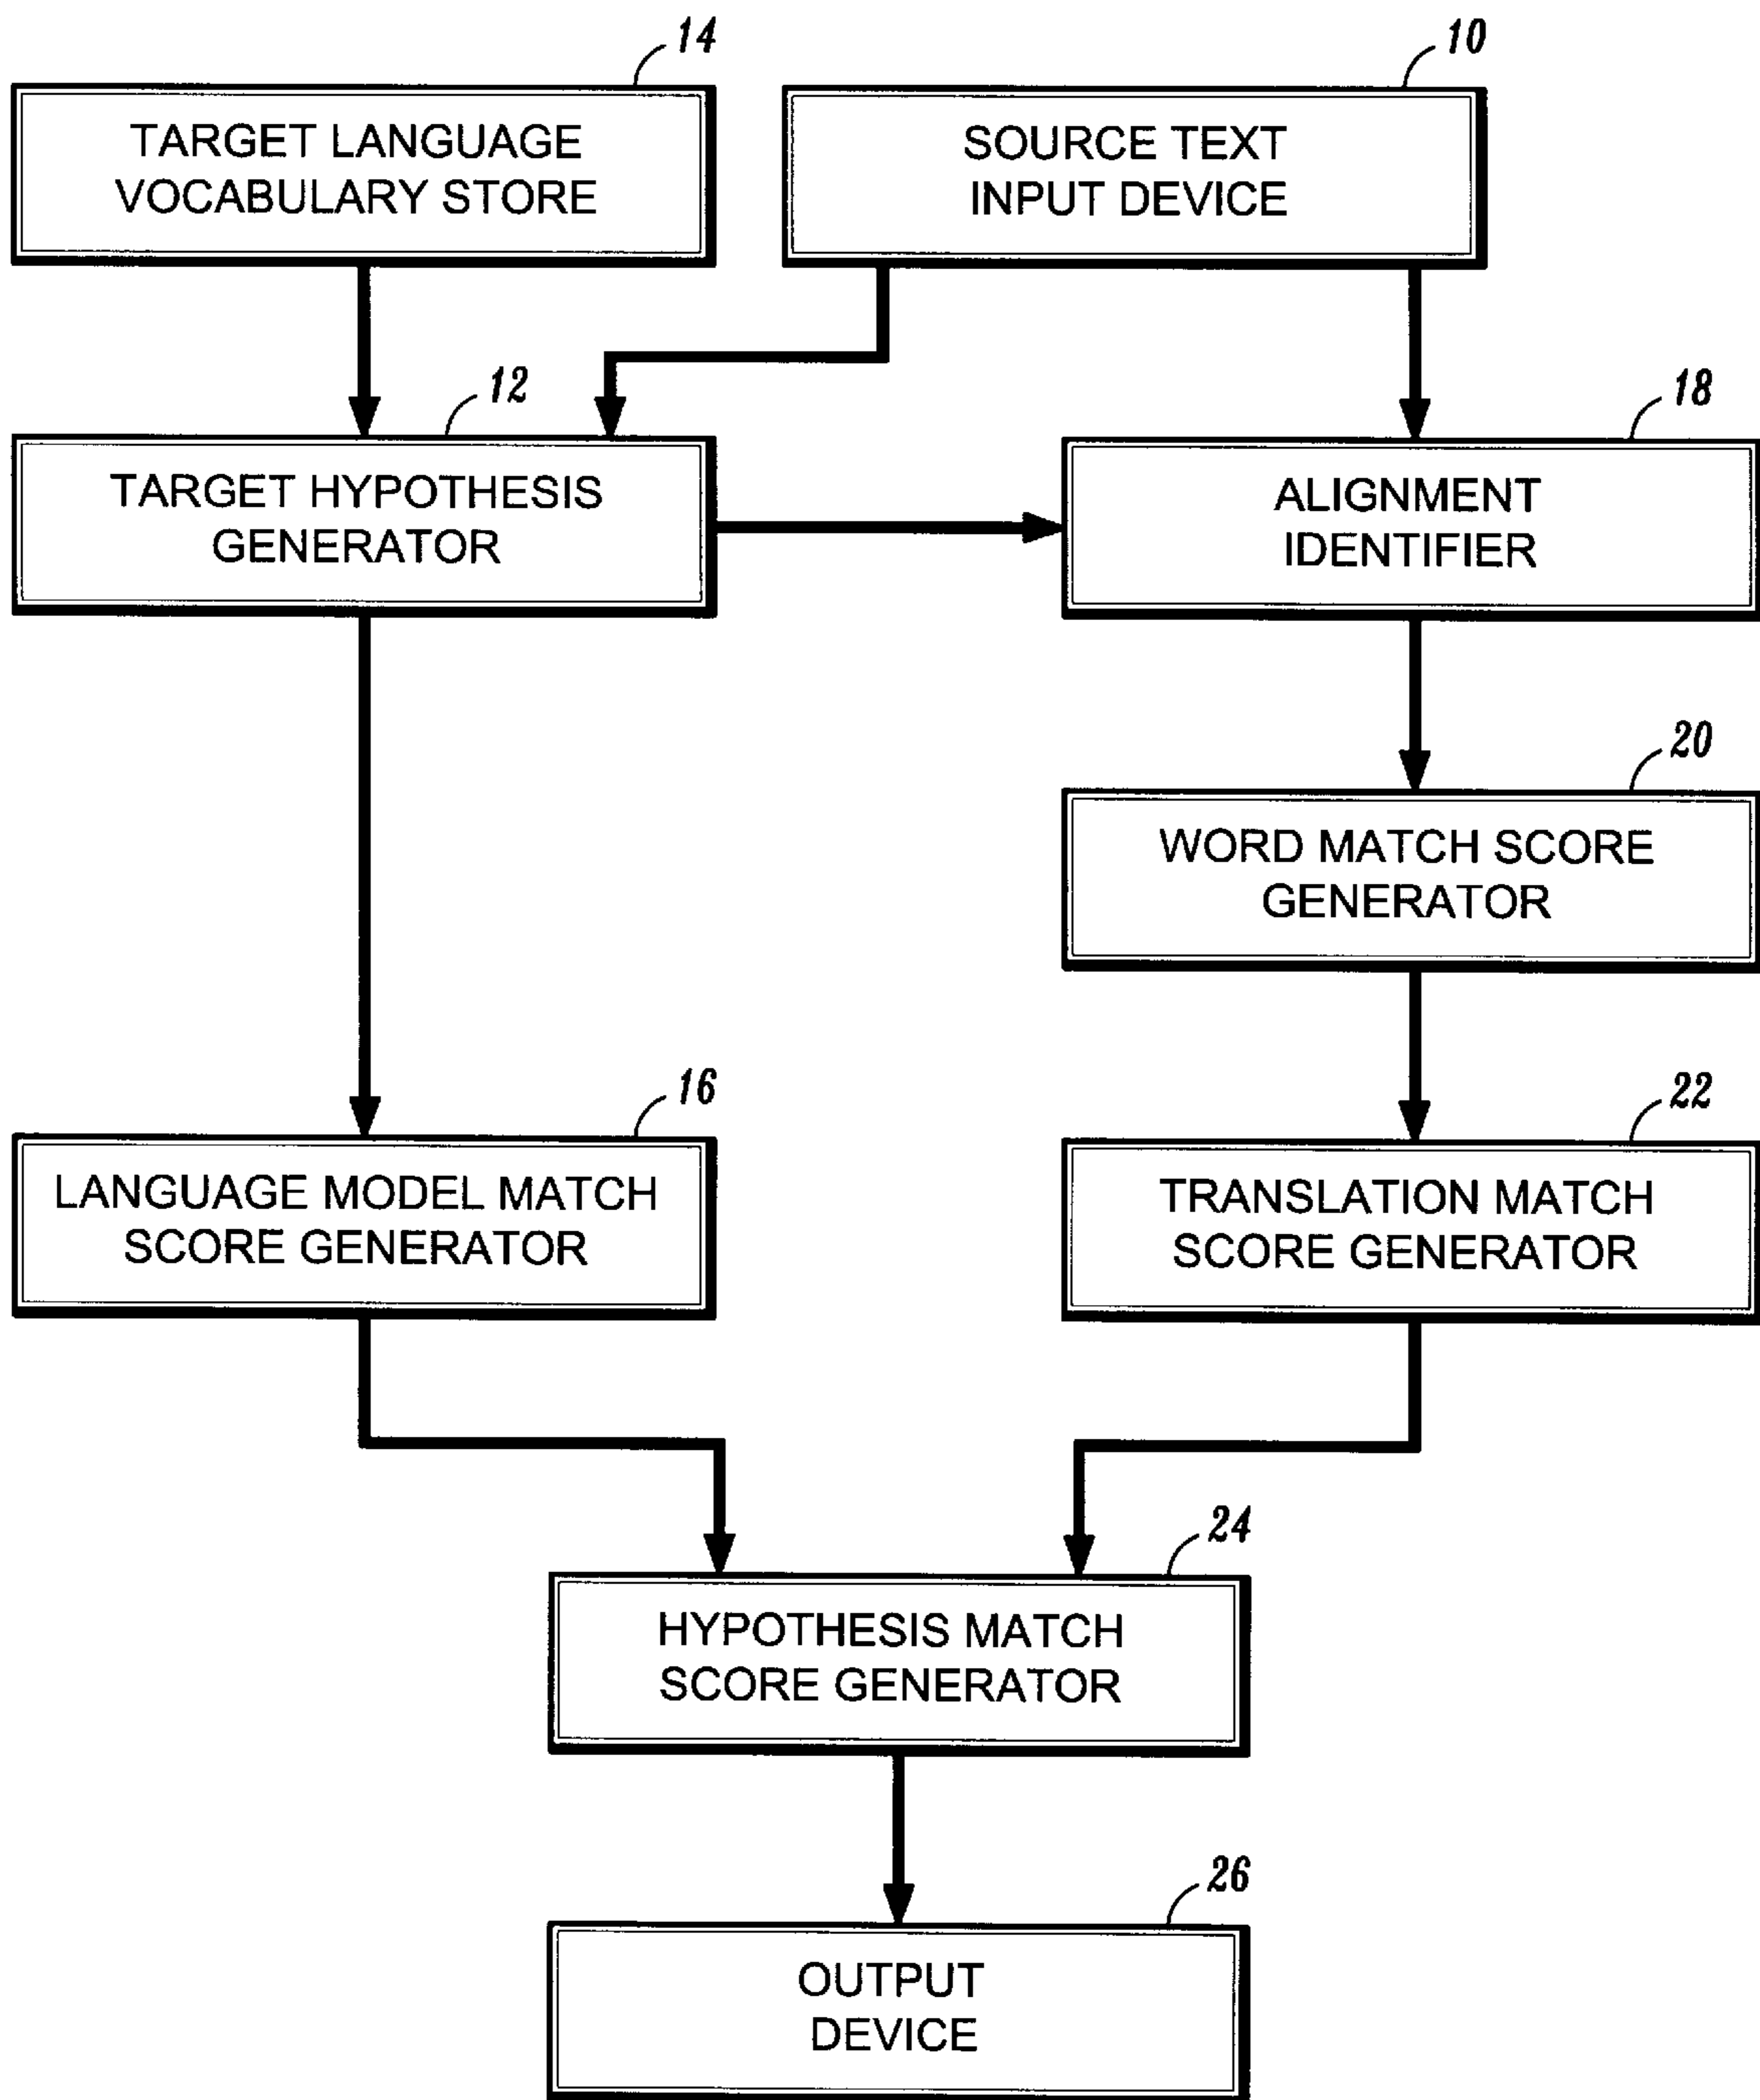 14
TARGET LANGUAGE
VOCABULARY STORE
10
SOURCE TEXT
INPUT DEVICE
12
TARGET HYPOTHESIS
GENERATOR
18
ALIGNMENT
IDENTIFIER
20
WORD MATCH SCORE
GENERATOR
16
LANGUAGE MODEL MATCH
SCORE GENERATOR
22
TRANSLATION MATCH
SCORE GENERATOR
24
HYPOTHESIS MATCH
SCORE GENERATOR
26
OUTPUT
DEVICE